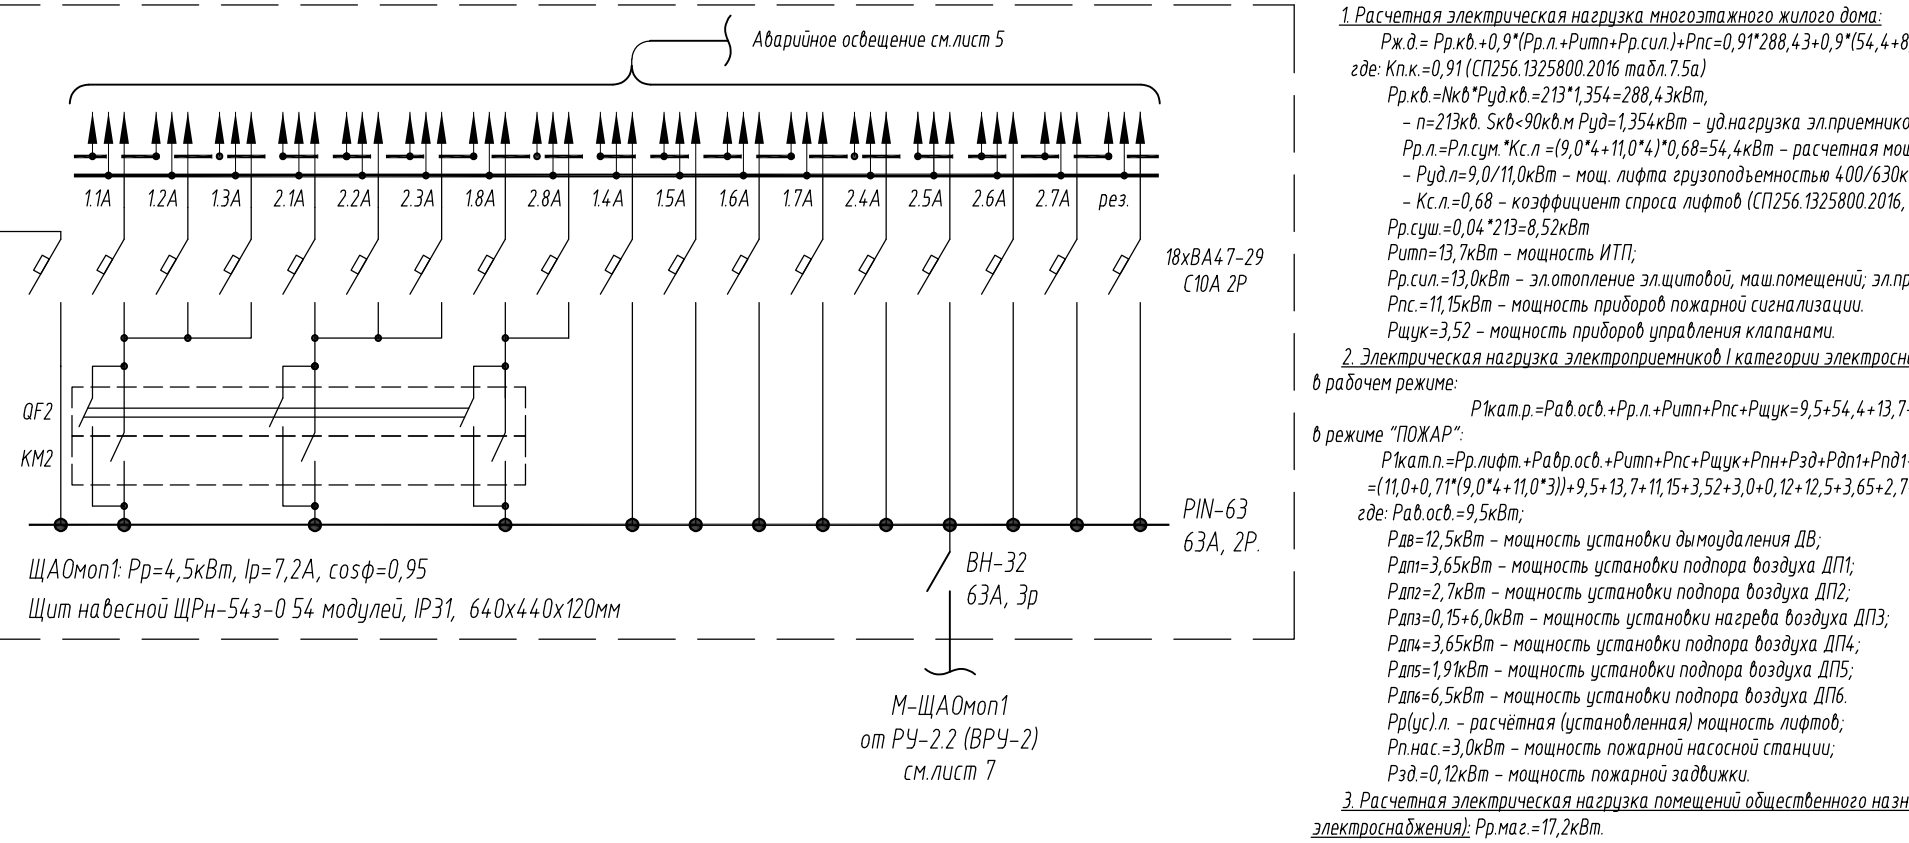 Аварийное освещение см.лист 5
1.1А 1.2А 1.3А 2.1А 2.2А 2.3А 1.8А 2.8А 1.4А 1.5А 1.6А 1.7А 2.4А 2.5А 2.6А 2.7А рез.
18хВА47-29
С10А 2Р
QF2
КМ2
PIN-63
63А, 2Р.
ВН-32
63А, 3р
ЩАОмоп1: Рр=4,5кВт, Iр=7,2А, cosф=0,95
Щит навесной ЩРн-54з-0 54 модулей, IP31, 640х440х120мм
М-ЩАОмоп1
от РУ-2.2 (ВРУ-2)
см.лист 7
1. Расчетная электрическая нагрузка многоэтажного жилого дома:
Рж.д.= Рр.кв.+0,9*(Рр.л.+Ритп+Рр.сил.)+Рпс=0,91*288,43+0,9*(54,4+8
где: Кп.к.=0,91 (СП256.1325800.2016 табл.7.5а)
Рр.кв.=Nкв*Руд.кв.=213*1,354=288,43кВт,
- n=213кв. Sкв<90кв.м Руд=1,354кВт - уд.нагрузка эл.приемнико
Рр.л.=Рл.сум.*Кс.л =(9,0*4+11,0*4)*0,68=54,4кВт - расчетная мощ
- Руд.л=9,0/11,0кВт - мощ. лифта грузоподъемностью 400/630к
- Кс.л.=0,68 - коэффициент спроса лифтов (СП256.1325800.2016,
Рр.суш.=0,04*213=8,52кВт
Ритп=13,7кВт - мощность ИТП;
Рр.сил.=13,0кВт - эл.отопление эл.щитовой, маш.помещений; эл.пр
Рпс.=11,15кВт - мощность приборов пожарной сигнализации.
Рщук=3,52 - мощность приборов управления клапанами.
2. Электрическая нагрузка электроприемников I категории электросн
в рабочем режиме:
Р1кат.р.=Рав.осв.+Рр.л.+Ритп+Рпс+Рщук=9,5+54,4+13,7-
в режиме "ПОЖАР":
Р1кат.п.=Рр.лифт.+Равр.осв.+Ритп+Рпс+Рщук+Рпн+Рзд+Рдп1+Рпд1-
=(11,0+0,71*(9,0*4+11,0*3))+9,5+13,7+11,15+3,52+3,0+0,12+12,5+3,65+2,7
где: Рав.осв.=9,5кВт;
Рдв=12,5кВт - мощность установки дымоудаления ДВ;
Рдп1=3,65кВт - мощность установки подпора воздуха ДП1;
Рдп2=2,7кВт - мощность установки подпора воздуха ДП2;
Рдп3=0,15+6,0кВт - мощность установки нагрева воздуха ДП3;
Рдп4=3,65кВт - мощность установки подпора воздуха ДП4;
Рдп5=1,91кВт - мощность установки подпора воздуха ДП5;
Рдп6=6,5кВт - мощность установки подпора воздуха ДП6.
Рр(ус).л. - расчётная (установленная) мощность лифтов;
Рп.нас.=3,0кВт - мощность пожарной насосной станции;
Рзд.=0,12кВт - мощность пожарной задвижки.
3. Расчетная электрическая нагрузка помещений общественного назн
электроснабжения): Рр.маг.=17,2кВт.